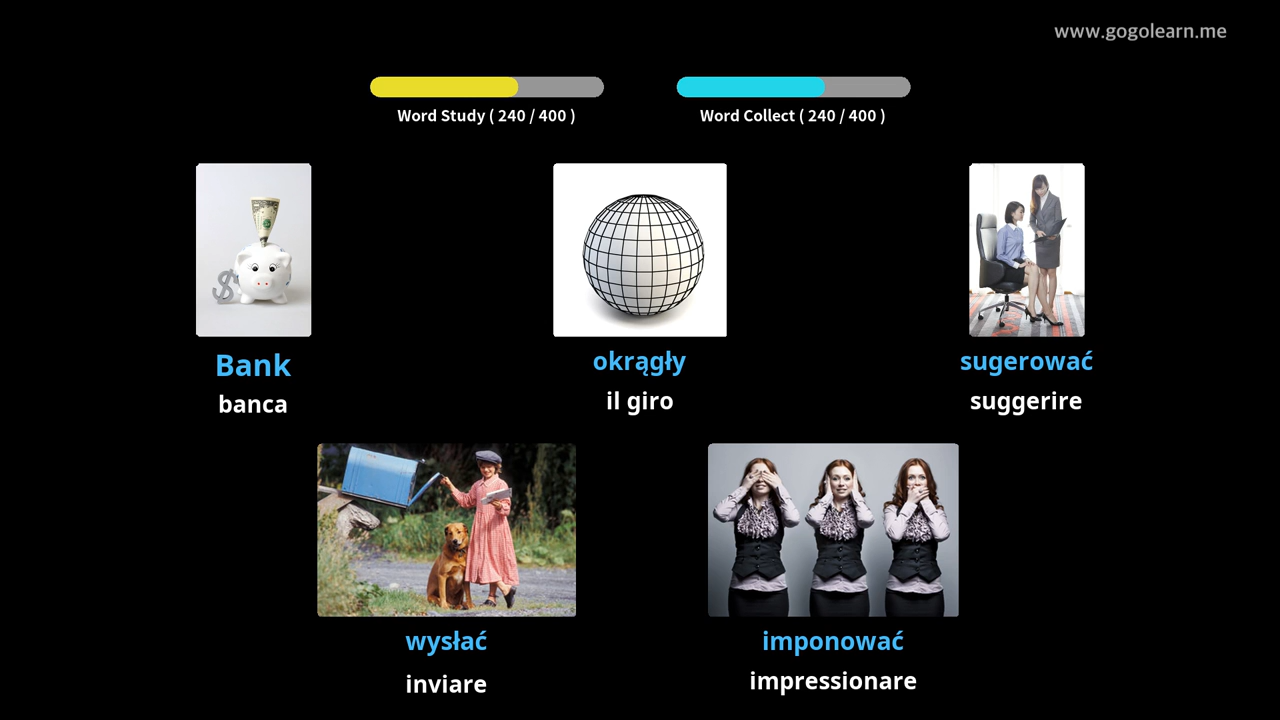 www.gogolearn.me
Word Study ( 240 / 400 )
Word Collect ( 240 / 400 )
Bank
banca
okrągły
il giro
sugerować
suggerire
wysłać
inviare
imponować
impressionare